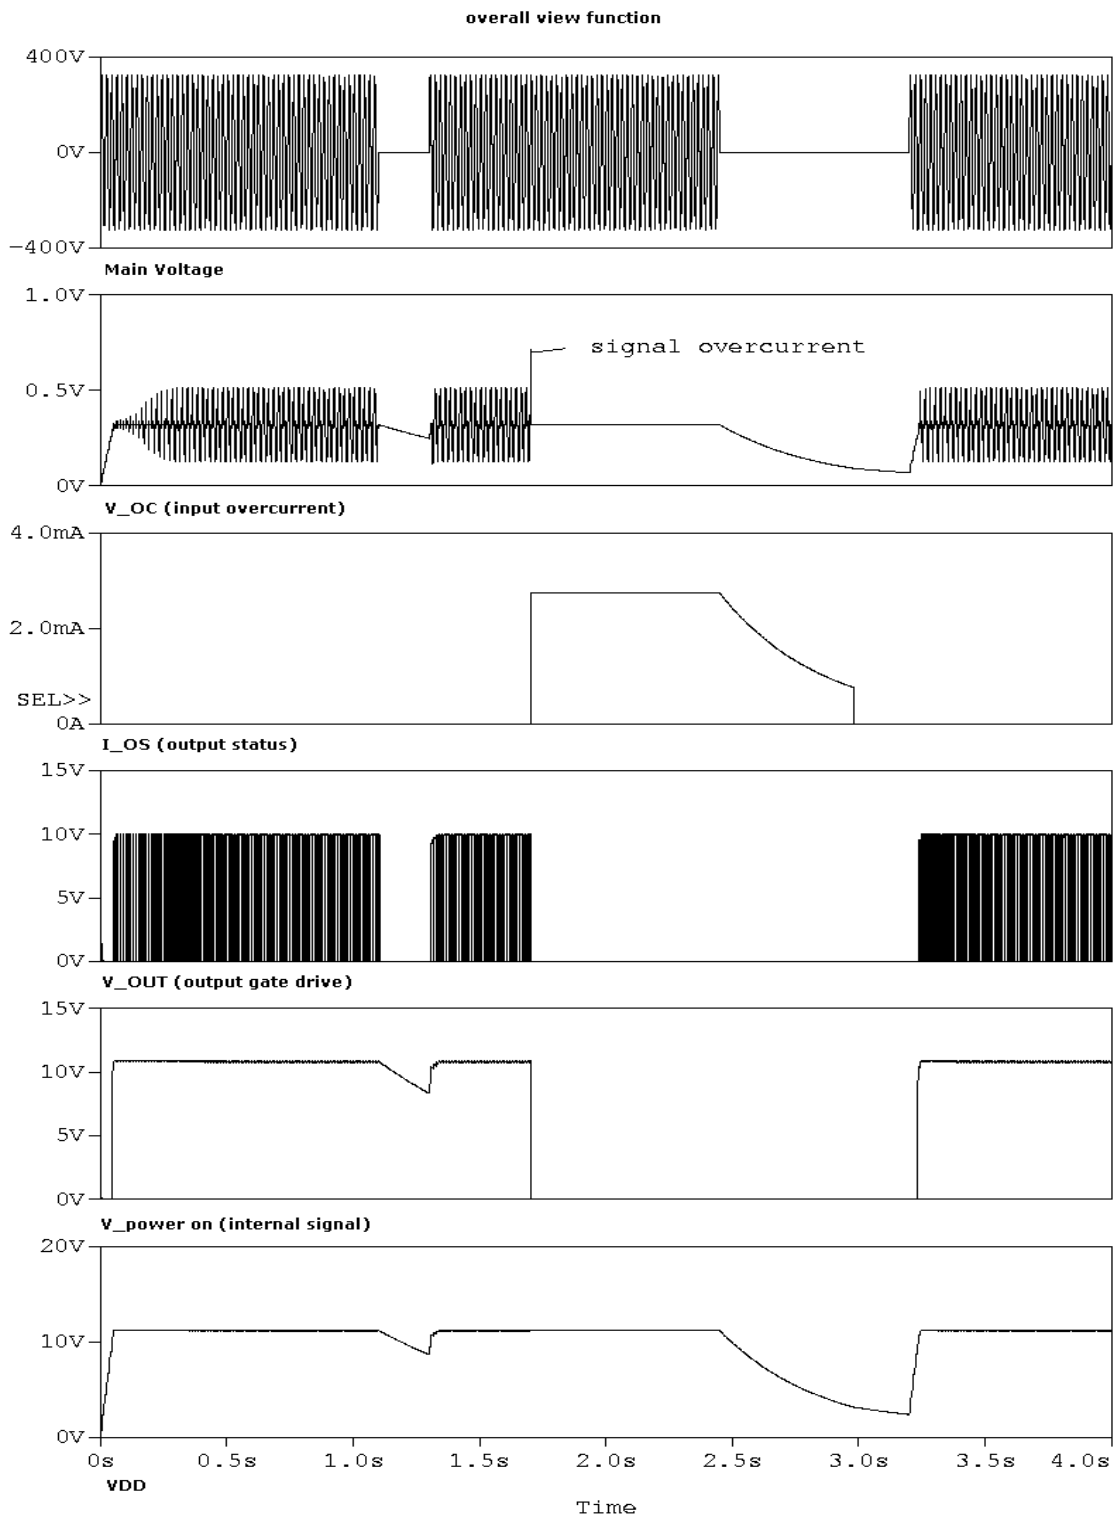 overall view function
400V
0V
-400V
Main Voltage
1.0V
signal overcurrent
0.5V
0V
V_OC (input overcurrent)
4.0mA
2.0mA
SEL>>
0A
I_OS (output status)
15V
10V
5V
0V
V_OUT (output gate drive)
15V
10V
5V
0V
V_power on (internal signal)
20V
10V
0V
0s 0.5s 1.0s 1.5s 2.0s 2.5s 3.0s 3.5s 4.0s
VDD
Time